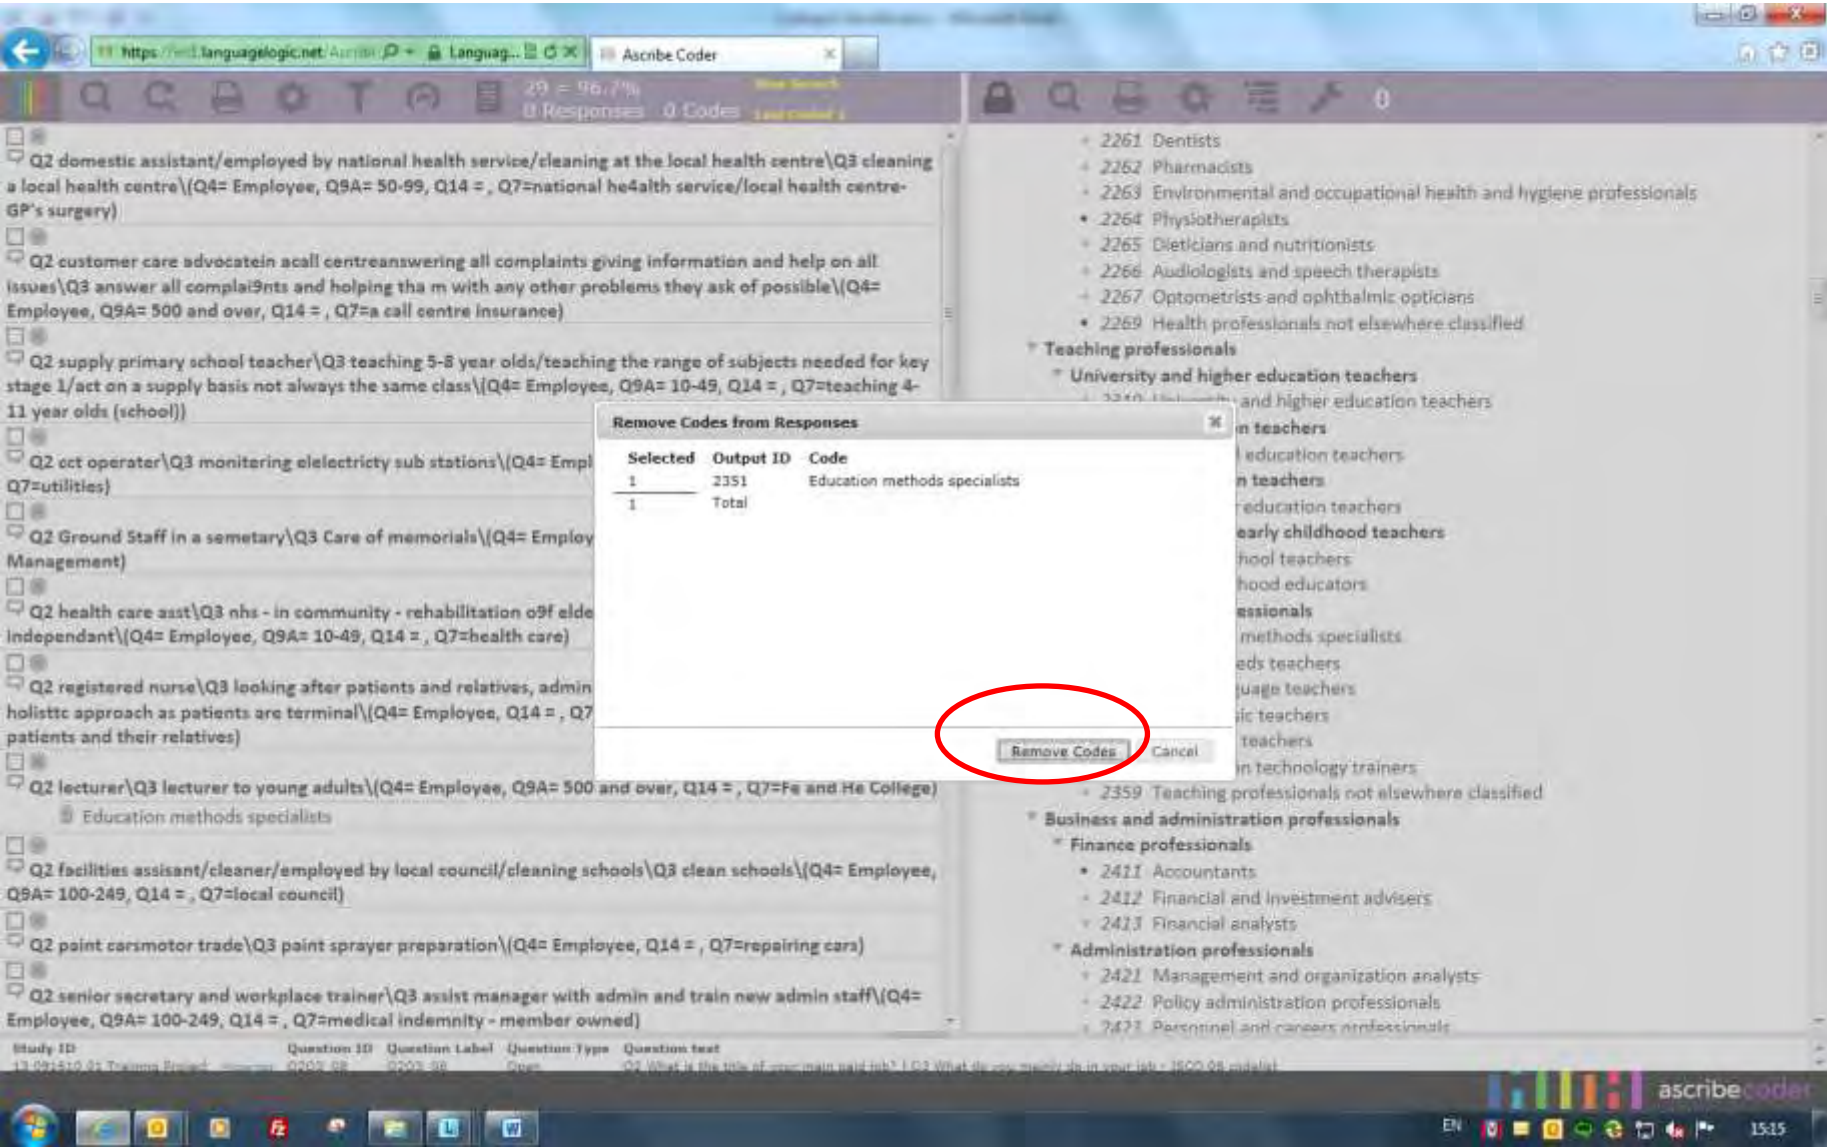 https
languagelogic.net
Languag...
Ascribe Coder
29 = 96.7%
0 Responses 0 Codes
0
Q2 domestic assistant/employed by national health service/cleaning at the local health centre\Q3 cleaning
a local health centre\(Q4= Employee, Q9A= 50-99, Q14 = , Q7=national he4alth service/local health centre-
GP's surgery)
Q2 customer care advocatein acall centreanswering all complaints giving information and help on all
issues\Q3 answer all complai9nts and holping tha m with any other problems they ask of possible\(Q4=
Employee, Q9A= 500 and over, Q14 = , Q7=a call centre insurance)
Q2 supply primary school teacher\Q3 teaching 5-8 year olds/teaching the range of subjects needed for key
stage 1/act on a supply basis not always the same class\(Q4= Employee, Q9A= 10-49, Q14 = , Q7=teaching 4-
11 year olds (school))
Q2 cct operater\Q3 monitering elelectricty sub stations\(Q4= Empl
Q7=utilities)
Q2 Ground Staff in a semetary\Q3 Care of memorials\(Q4= Employ
Management)
Q2 health care asst\Q3 nhs - in community - rehabilitation o9f elde
independant\(Q4= Employee, Q9A= 10-49, Q14 = , Q7=health care)
Q2 registered nurse\Q3 looking after patients and relatives, admin
holisttc approach as patients are terminal\(Q4= Employee, Q14 = , Q7
patients and their relatives)
Q2 lecturer\Q3 lecturer to young adults\(Q4= Employee, Q9A= 500 and over, Q14 = , Q7=Fe and He College)
Education methods specialists
Q2 facilities assisant/cleaner/employed by local council/cleaning schools\Q3 clean schools\(Q4= Employee,
Q9A= 100-249, Q14 = , Q7=local council)
Q2 paint carsmotor trade\Q3 paint sprayer preparation\(Q4= Employee, Q14 = , Q7=repairing cars)
Q2 senior secretary and workplace trainer\Q3 assist manager with admin and train new admin staff\(Q4=
Employee, Q9A= 100-249, Q14 = , Q7=medical indemnity - member owned)
Remove Codes from Responses
Selected Output ID Code
1 2351 Education methods specialists
1 Total
Remove Codes Cancel
2261 Dentists
2262 Pharmacists
2263 Environmental and occupational health and hygiene professionals
2264 Physiotherapists
2265 Dieticians and nutritionists
2266 Audiologists and speech therapists
2267 Optometrists and ophthalmic opticians
2269 Health professionals not elsewhere classified
Teaching professionals
University and higher education teachers
and higher education teachers
n teachers
education teachers
n teachers
education teachers
early childhood teachers
hool teachers
hood educators
essionals
methods specialists
eds teachers
uage teachers
ic teachers
teachers
n technology trainers
2359 Teaching professionals not elsewhere classified
Business and administration professionals
Finance professionals
2411 Accountants
2412 Financial and investment advisers
2413 Financial analysts
Administration professionals
2421 Management and organization analysts
2422 Policy administration professionals
2423 Personnel and careers professionals
Study ID Question ID Question Label Question Type Question text
Open
ascribecoder
EN
15:15